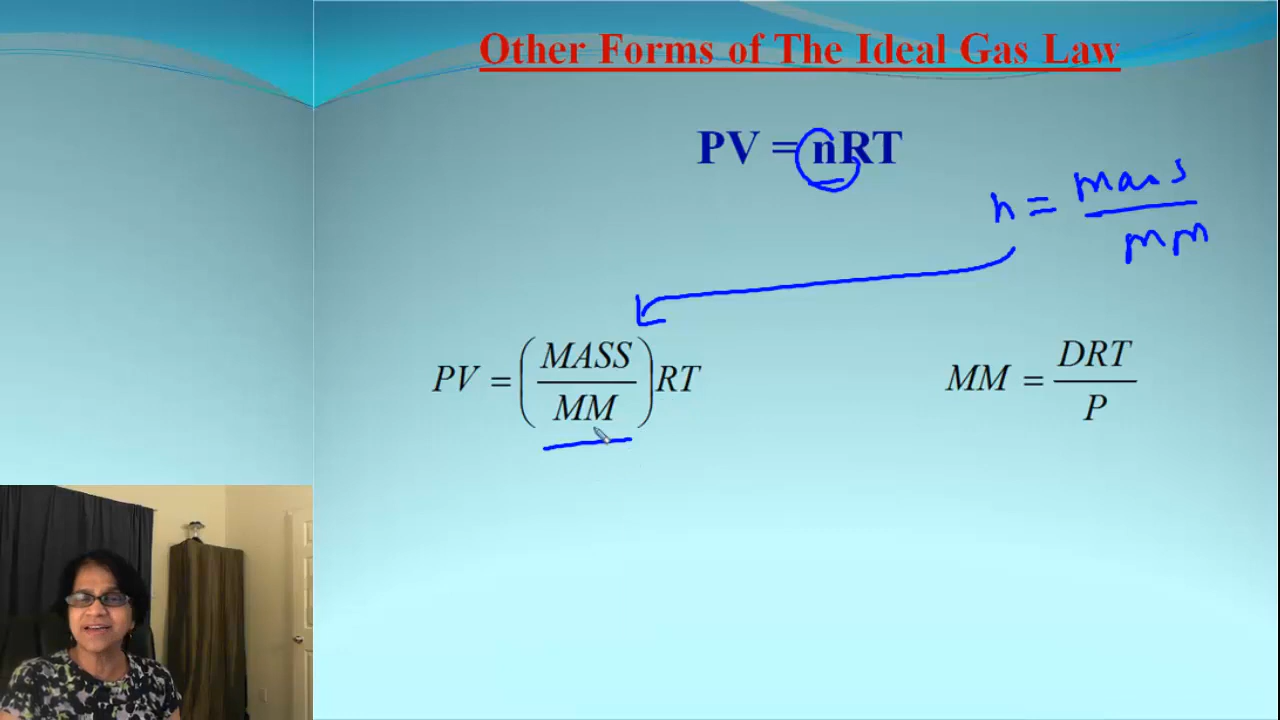 Other Forms of The Ideal Gas Law
PV = nRT
n = mass / mm
PV = (MASS / MM) RT
MM = DRT / P